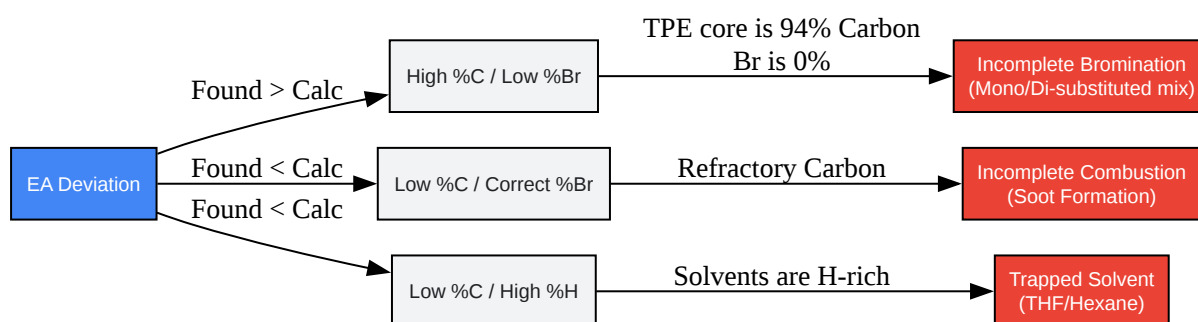 TPE core is 94% Carbon
Br is 0%
High %C / Low %Br
Incomplete Bromination
(Mono/Di-substituted mix)
Found > Calc
EA Deviation
Found < Calc
Low %C / Correct %Br
Refractory Carbon
Incomplete Combustion
(Soot Formation)
Found < Calc
Low %C / High %H
Solvents are H-rich
Trapped Solvent
(THF/Hexane)